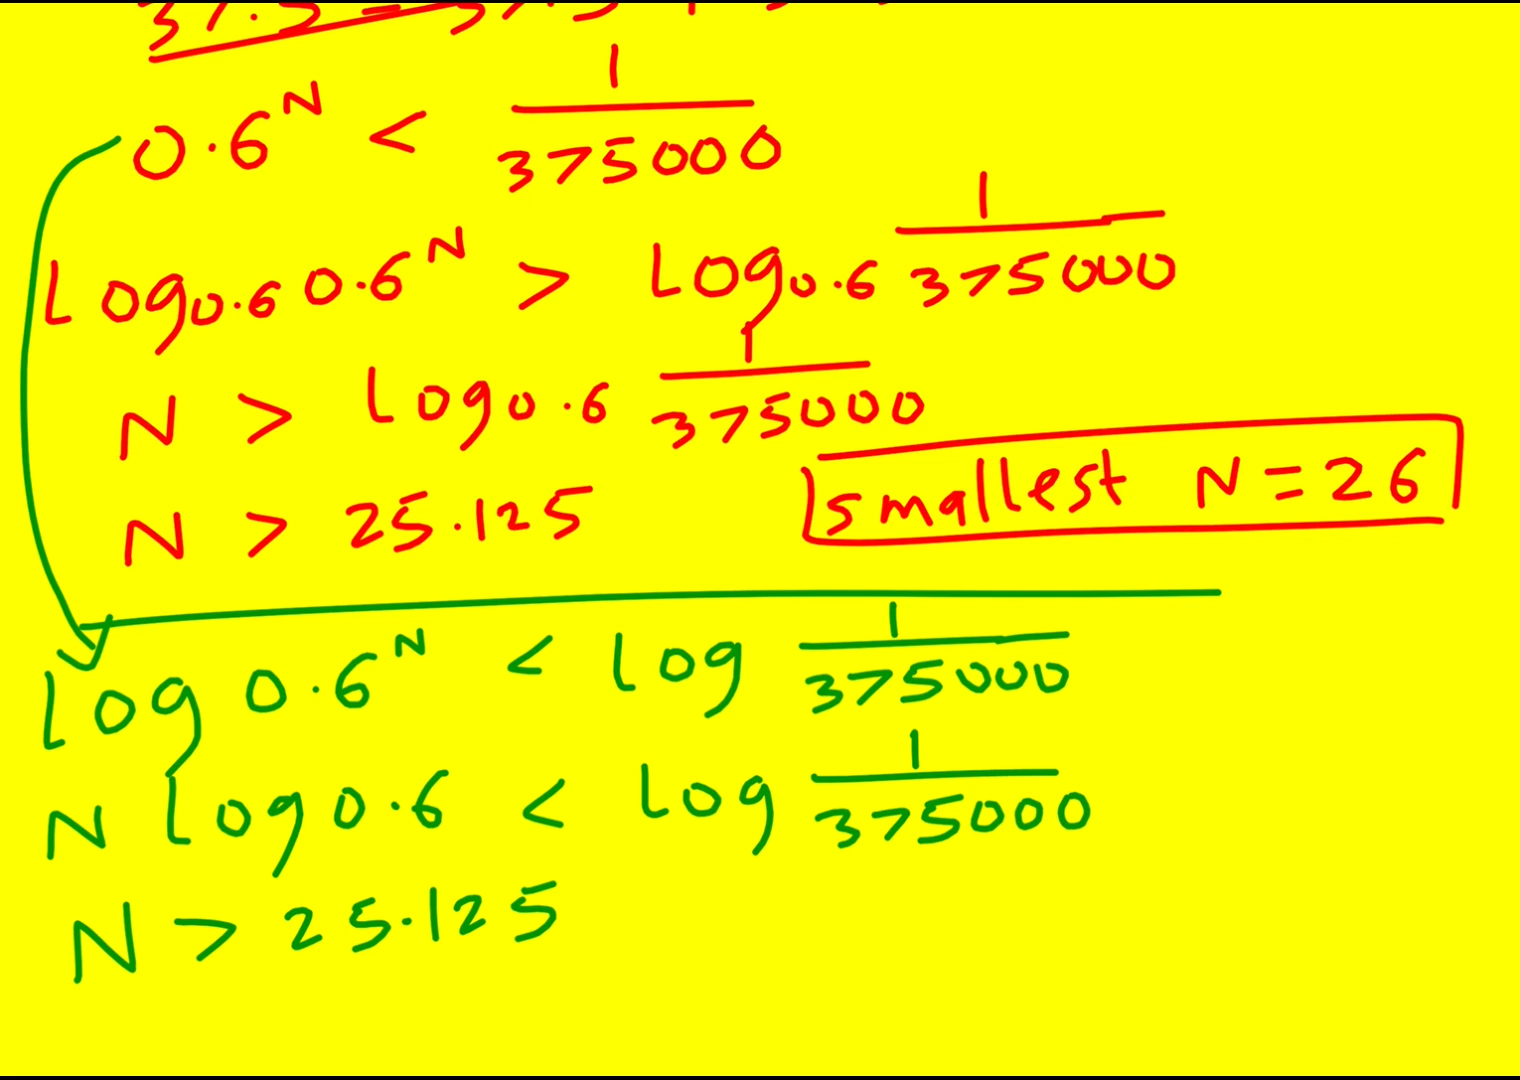 0.6^N < 1/375000
Log0.6 0.6^N > Log0.6 1/375000
N > log0.6 1/375000
N > 25.125
smallest N=26
Log 0.6^N < log 1/375000
N log 0.6 < log 1/375000
N > 25.125